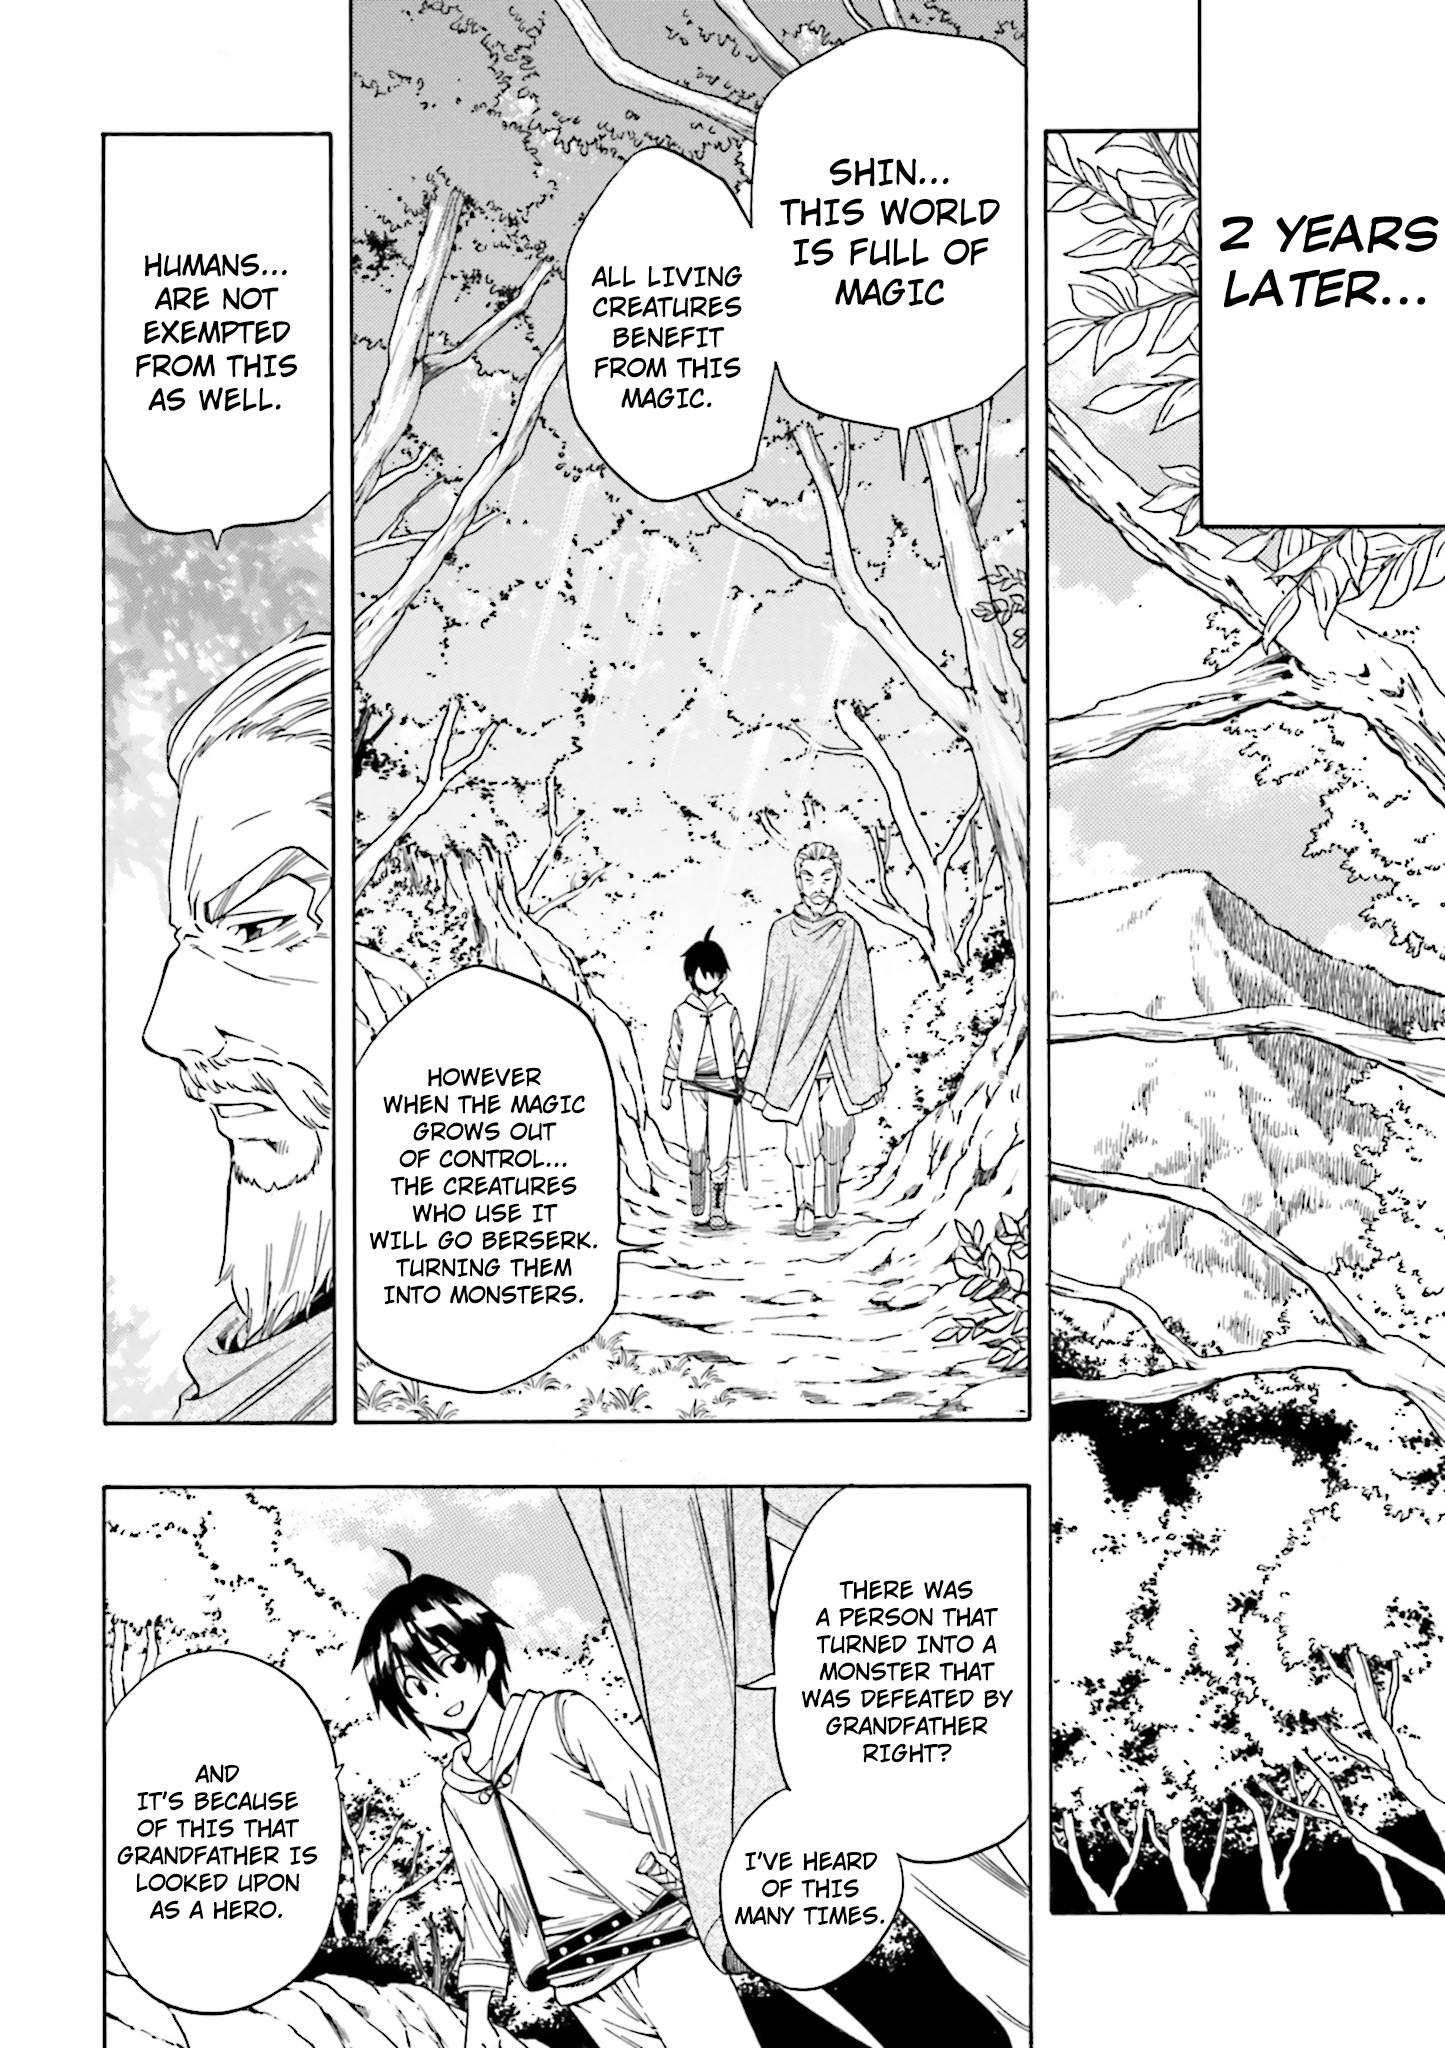 2 YEARS
LATER...
SHIN...
THIS WORLD
IS FULL OF
MAGIC
ALL LIVING
CREATURES
BENEFIT
FROM THIS
MAGIC.
HOWEVER
WHEN THE MAGIC
GROWS OUT
OF CONTROL...
THE CREATURES
WHO USE IT
WILL GO BERSERK.
TURNING THEM
INTO MONSTERS.
HUMANS...
ARE NOT
EXEMPTED
FROM THIS
AS WELL.
THERE WAS
A PERSON THAT
TURNED INTO A
MONSTER THAT
WAS DEFEATED BY
GRANDFATHER
RIGHT?
I'VE HEARD
OF THIS
MANY TIMES.
AND
IT'S BECAUSE
OF THIS THAT
GRANDFATHER IS
LOOKED UPON
AS A HERO.